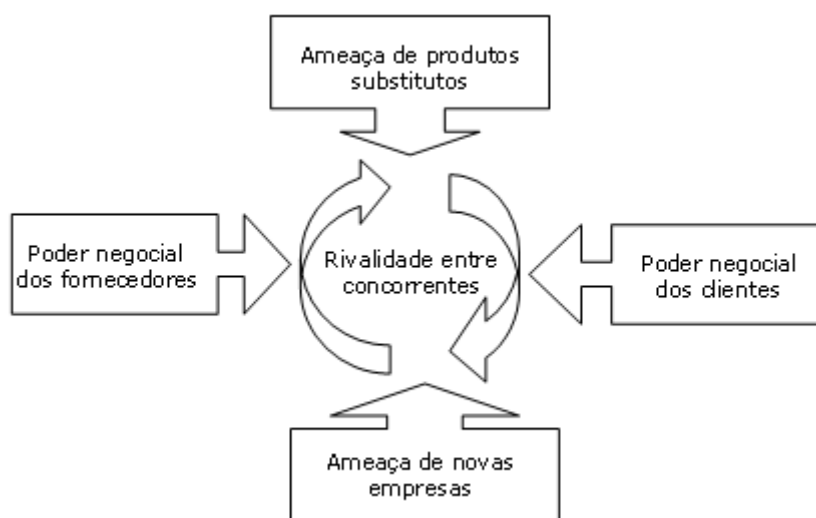 Ameaça de produtos
substitutos
Poder negocial
dos fornecedores
Rivalidade entre
concorrentes
Poder negocial
dos clientes
Ameaça de novas
empresas